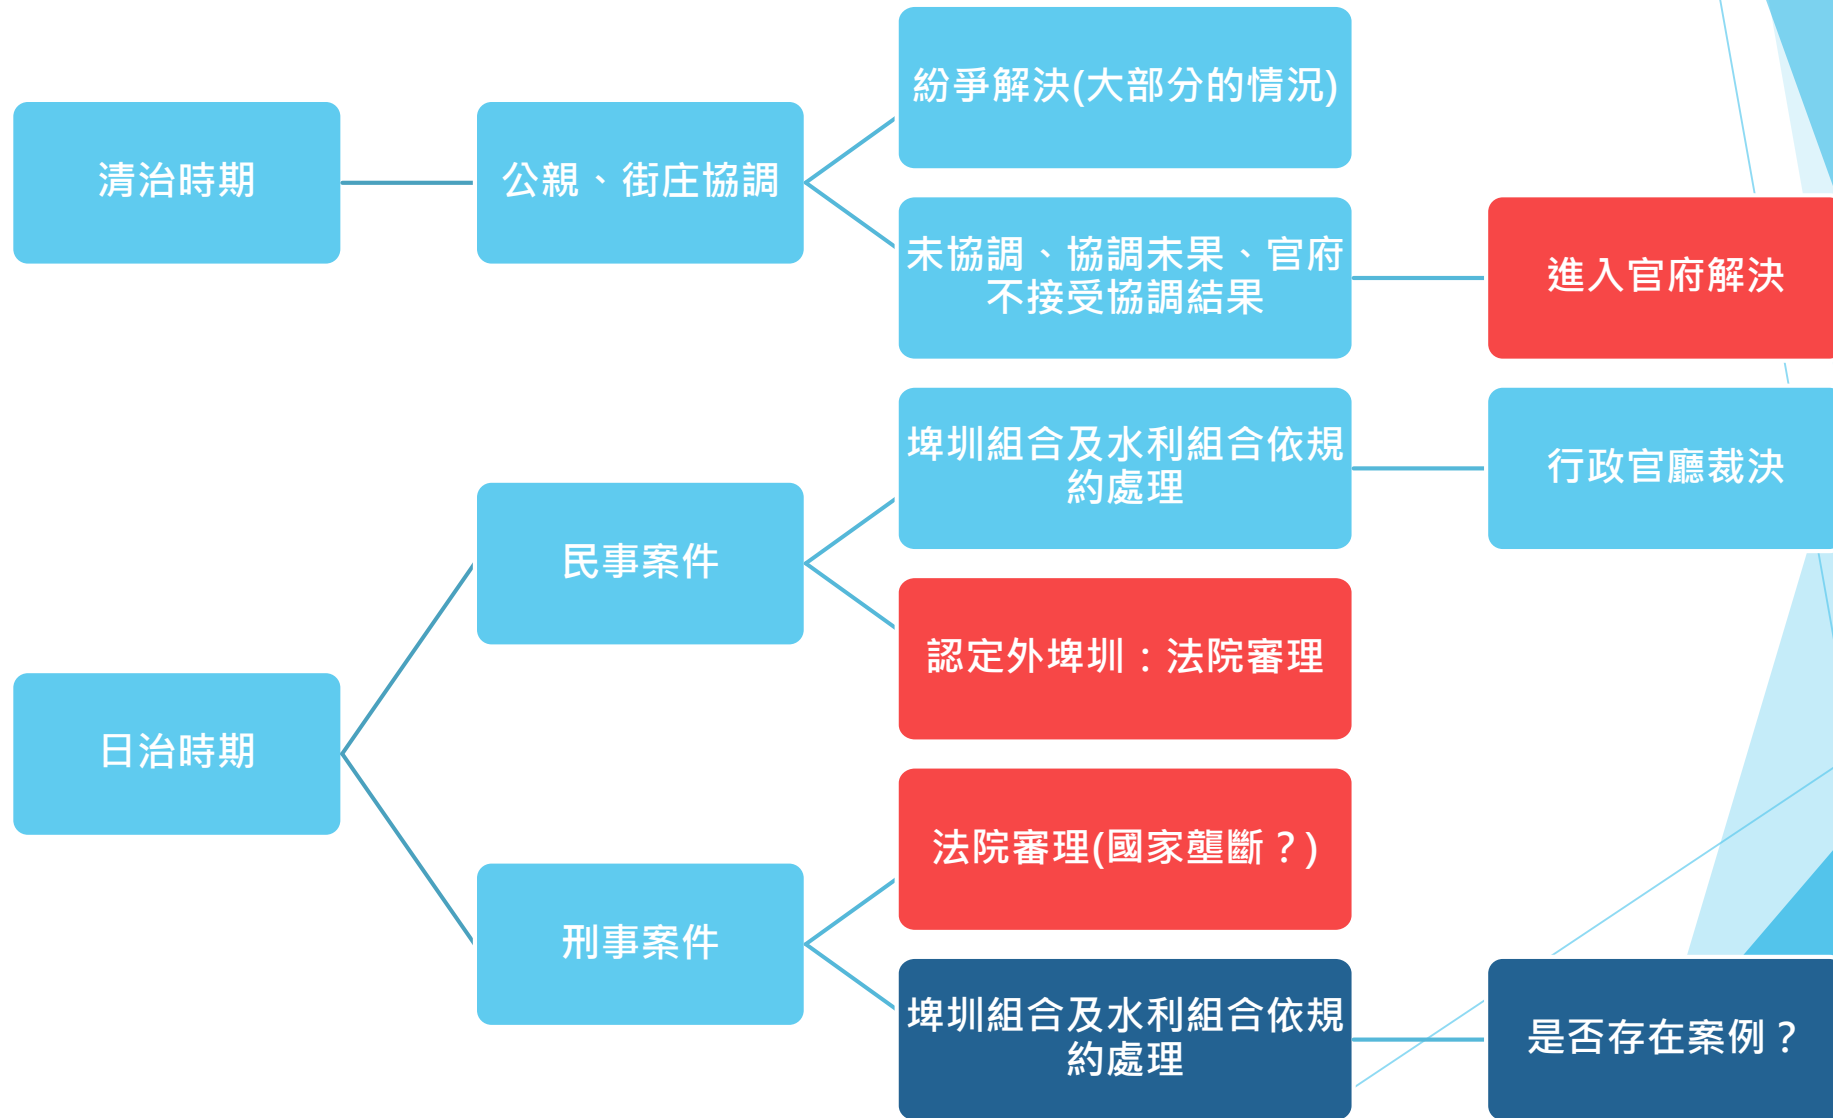 清治時期
公親、街庄協調
紛爭解決(大部分的情況)
未協調、協調未果、官府
不接受協調結果
進入官府解決
日治時期
民事案件
埤圳組合及水利組合依規
約處理
行政官廳裁決
認定外埤圳：法院審理
刑事案件
法院審理(國家壟斷？)
埤圳組合及水利組合依規
約處理
是否存在案例？